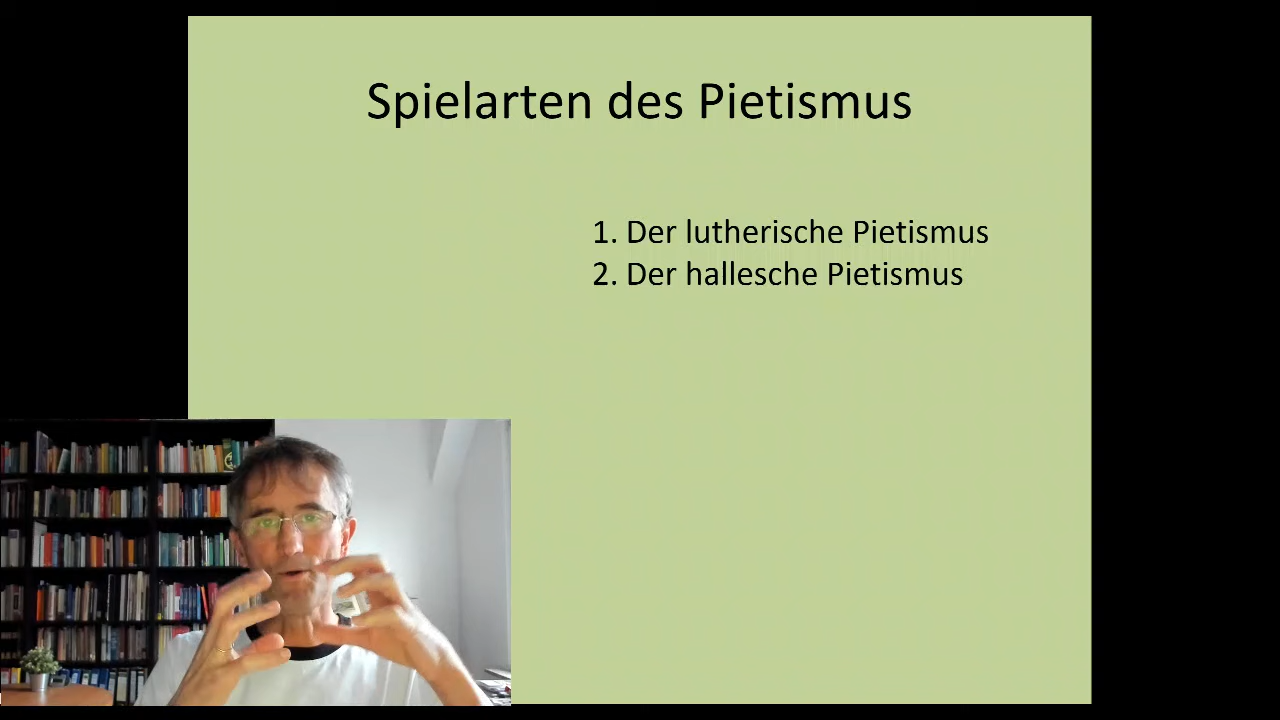 Spielarten des Pietismus
1. Der lutherische Pietismus
2. Der hallesche Pietismus